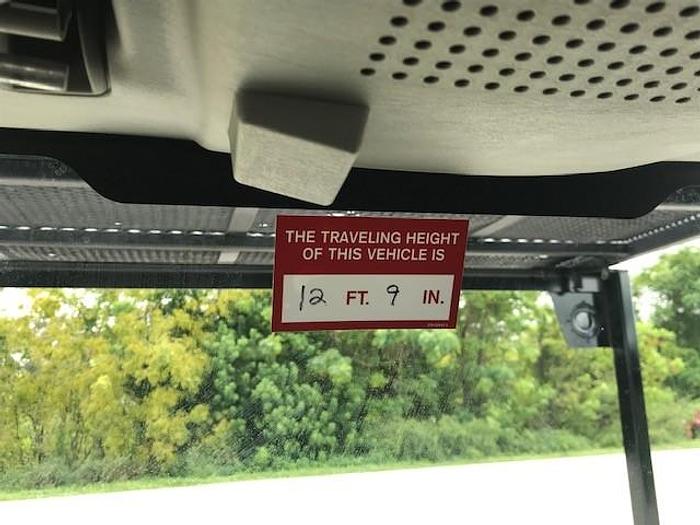 THE TRAVELING HEIGHT
OF THIS VEHICLE IS
12 FT. 9 IN.